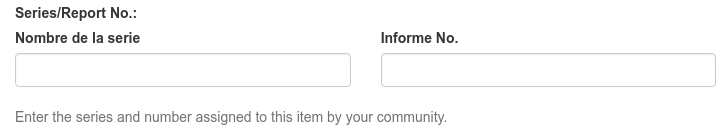 Series/Report No.:
Nombre de la serie
Informe No.
Enter the series and number assigned to this item by your community.